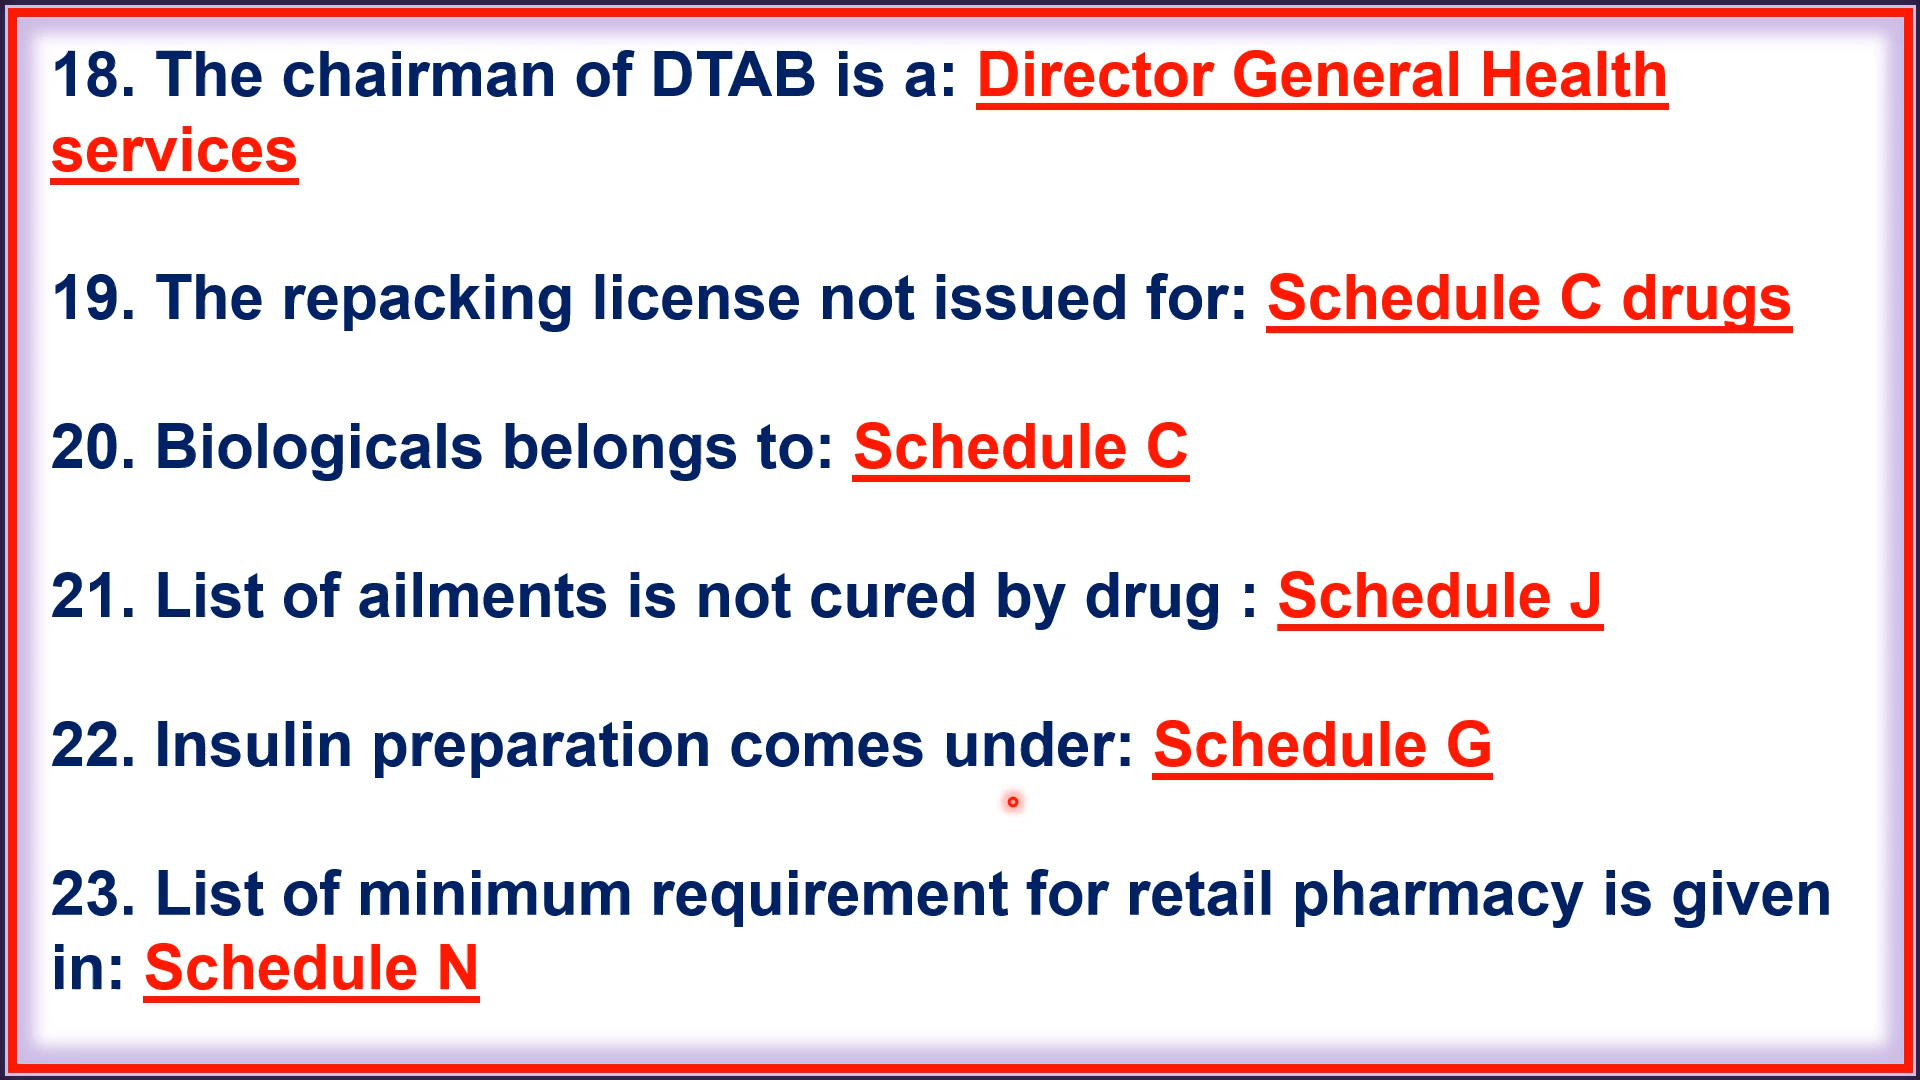 18. The chairman of DTAB is a: Director General Health
services
19. The repacking license not issued for: Schedule C drugs
20. Biologicals belongs to: Schedule C
21. List of ailments is not cured by drug : Schedule J
22. Insulin preparation comes under: Schedule G
23. List of minimum requirement for retail pharmacy is given
in: Schedule N